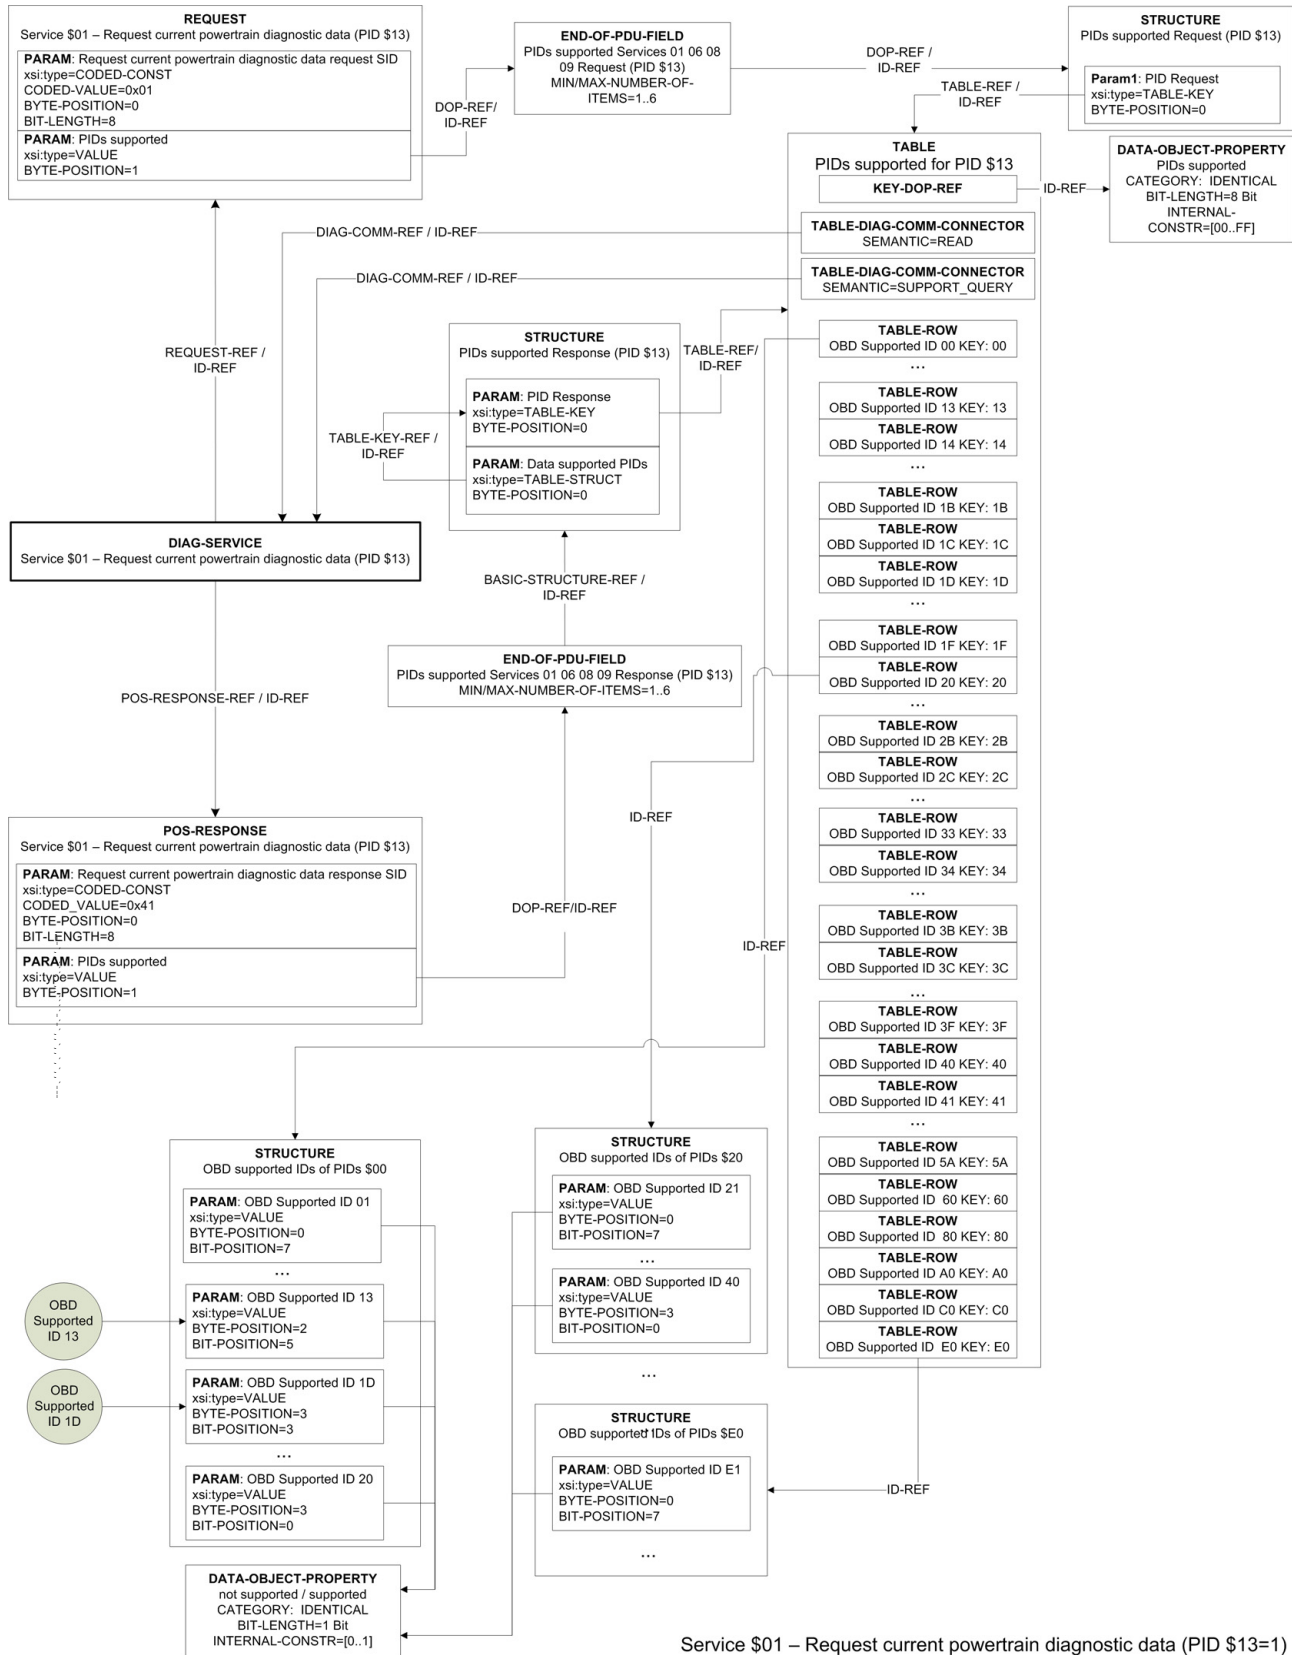 REQUEST
Service $01 – Request current powertrain diagnostic data (PID $13)
PARAM: Request current powertrain diagnostic data request SID
xsi:type=CODED-CONST
CODED-VALUE=0x01
BYTE-POSITION=0
BIT-LENGTH=8
PARAM: PIDs supported
xsi:type=VALUE
BYTE-POSITION=1
DOP-REF/
ID-REF
END-OF-PDU-FIELD
PIDs supported Services 01 06 08
09 Request (PID $13)
MIN/MAX-NUMBER-OF-
ITEMS=1..6
DOP-REF /
ID-REF
STRUCTURE
PIDs supported Request (PID $13)
Param1: PID Request
xsi:type=TABLE-KEY
BYTE-POSITION=0
TABLE-REF /
ID-REF
TABLE
PIDs supported for PID $13
KEY-DOP-REF
ID-REF
DATA-OBJECT-PROPERTY
PIDs supported
CATEGORY: IDENTICAL
BIT-LENGTH=8 Bit
INTERNAL-
CONSTR=[00..FF]
TABLE-DIAG-COMM-CONNECTOR
SEMANTIC=READ
DIAG-COMM-REF / ID-REF
TABLE-DIAG-COMM-CONNECTOR
SEMANTIC=SUPPORT_QUERY
DIAG-COMM-REF / ID-REF
REQUEST-REF /
ID-REF
STRUCTURE
PIDs supported Response (PID $13)
PARAM: PID Response
xsi:type=TABLE-KEY
BYTE-POSITION=0
PARAM: Data supported PIDs
xsi:type=TABLE-STRUCT
BYTE-POSITION=0
TABLE-KEY-REF /
ID-REF
TABLE-REF/
ID-REF
TABLE-ROW
OBD Supported ID 00 KEY: 00
...
TABLE-ROW
OBD Supported ID 13 KEY: 13
TABLE-ROW
OBD Supported ID 14 KEY: 14
...
TABLE-ROW
OBD Supported ID 1B KEY: 1B
TABLE-ROW
OBD Supported ID 1C KEY: 1C
TABLE-ROW
OBD Supported ID 1D KEY: 1D
...
TABLE-ROW
OBD Supported ID 1F KEY: 1F
TABLE-ROW
OBD Supported ID 20 KEY: 20
...
TABLE-ROW
OBD Supported ID 2B KEY: 2B
TABLE-ROW
OBD Supported ID 2C KEY: 2C
...
TABLE-ROW
OBD Supported ID 33 KEY: 33
TABLE-ROW
OBD Supported ID 34 KEY: 34
...
TABLE-ROW
OBD Supported ID 3B KEY: 3B
TABLE-ROW
OBD Supported ID 3C KEY: 3C
...
TABLE-ROW
OBD Supported ID 3F KEY: 3F
TABLE-ROW
OBD Supported ID 40 KEY: 40
TABLE-ROW
OBD Supported ID 41 KEY: 41
...
TABLE-ROW
OBD Supported ID 5A KEY: 5A
TABLE-ROW
OBD Supported ID 60 KEY: 60
TABLE-ROW
OBD Supported ID 80 KEY: 80
TABLE-ROW
OBD Supported ID A0 KEY: A0
TABLE-ROW
OBD Supported ID C0 KEY: C0
TABLE-ROW
OBD Supported ID E0 KEY: E0
DIAG-SERVICE
Service $01 – Request current powertrain diagnostic data (PID $13)
BASIC-STRUCTURE-REF /
ID-REF
END-OF-PDU-FIELD
PIDs supported Services 01 06 08 09 Response (PID $13)
MIN/MAX-NUMBER-OF-ITEMS=1..6
POS-RESPONSE-REF / ID-REF
POS-RESPONSE
Service $01 – Request current powertrain diagnostic data (PID $13)
PARAM: Request current powertrain diagnostic data response SID
xsi:type=CODED-CONST
CODED_VALUE=0x41
BYTE-POSITION=0
BIT-LENGTH=8
PARAM: PIDs supported
xsi:type=VALUE
BYTE-POSITION=1
DOP-REF/ID-REF
ID-REF
ID-REF
STRUCTURE
OBD supported IDs of PIDs $00
PARAM: OBD Supported ID 01
xsi:type=VALUE
BYTE-POSITION=0
BIT-POSITION=7
...
PARAM: OBD Supported ID 13
xsi:type=VALUE
BYTE-POSITION=2
BIT-POSITION=5
PARAM: OBD Supported ID 1D
xsi:type=VALUE
BYTE-POSITION=3
BIT-POSITION=3
...
PARAM: OBD Supported ID 20
xsi:type=VALUE
BYTE-POSITION=3
BIT-POSITION=0
OBD
Supported
ID 13
OBD
Supported
ID 1D
STRUCTURE
OBD supported IDs of PIDs $20
PARAM: OBD Supported ID 21
xsi:type=VALUE
BYTE-POSITION=0
BIT-POSITION=7
...
PARAM: OBD Supported ID 40
xsi:type=VALUE
BYTE-POSITION=3
BIT-POSITION=0
...
STRUCTURE
OBD supported IDs of PIDs $E0
PARAM: OBD Supported ID E1
xsi:type=VALUE
BYTE-POSITION=0
BIT-POSITION=7
...
ID-REF
DATA-OBJECT-PROPERTY
not supported / supported
CATEGORY: IDENTICAL
BIT-LENGTH=1 Bit
INTERNAL-CONSTR=[0..1]
Service $01 – Request current powertrain diagnostic data (PID $13=1)